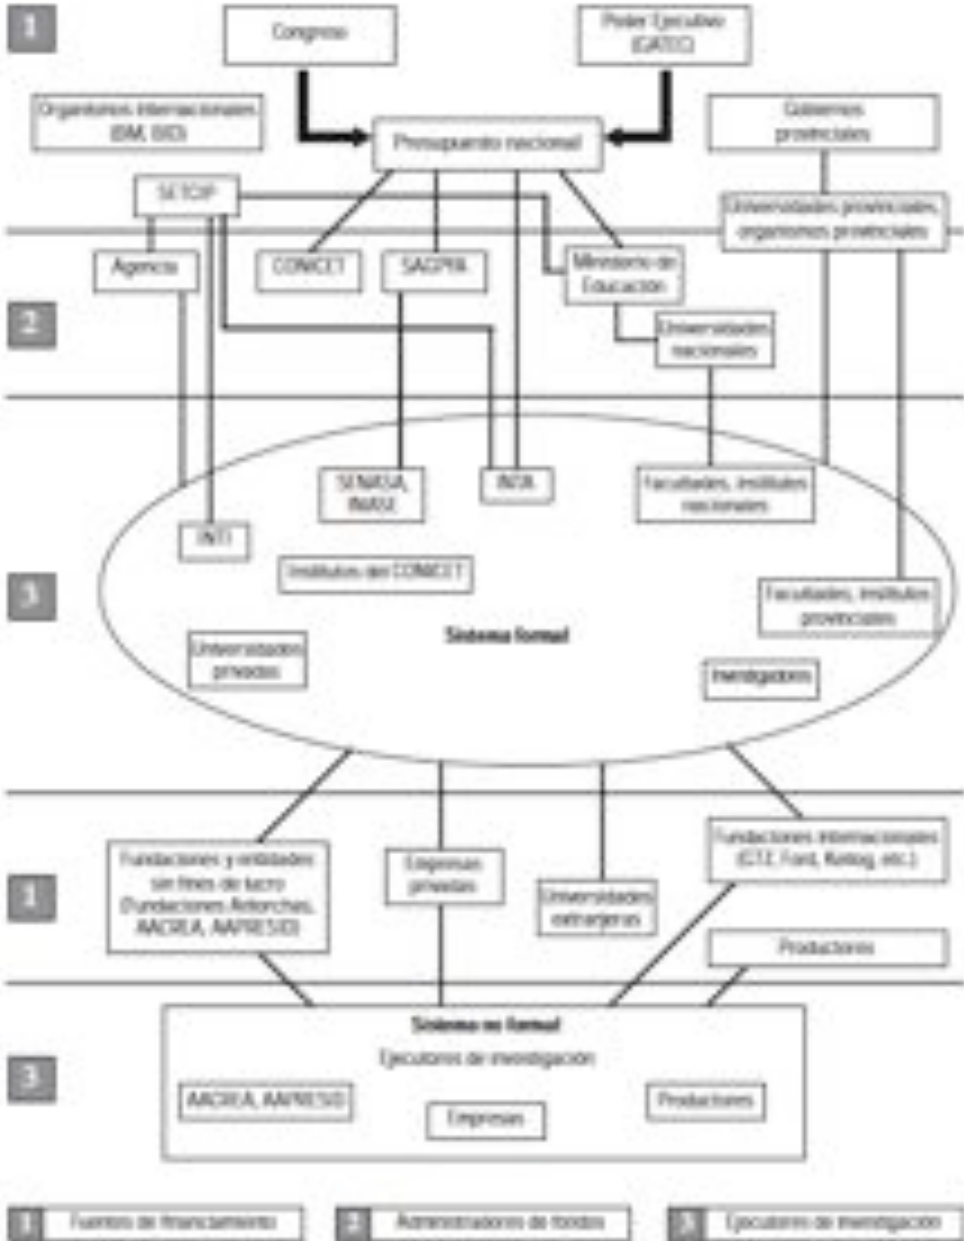 1
Congreso
Poder Ejecutivo
(GATEC)
Organismos internacionales
(BM, BID)
Presupuesto nacional
Gobiernos
provinciales
SETCIP
Universidades provinciales,
organismos provinciales
Agencia
CONICET
SAGPYA
Ministerio de
Educación
2
Universidades
nacionales
SENASA,
INASE
INTA
Facultades, institutos
nacionales
INTI
Institutos del CONICET
3
Facultades, institutos
provinciales
Sistema formal
Universidades
privadas
Investigadores
Fundaciones y entidades
sin fines de lucro
(Fundaciones Antorchas,
AACREA, AAPRESID)
Empresas
privadas
Fundaciones internacionales
(GTZ, Ford, Kellog, etc.)
1
Universidades
extranjeras
Productores
Sistema no formal
Ejecutores de investigación
3
AACREA, AAPRESID
Empresas
Productores
1 Fuentes de financiamiento
2 Administradores de fondos
3 Ejecutores de investigación